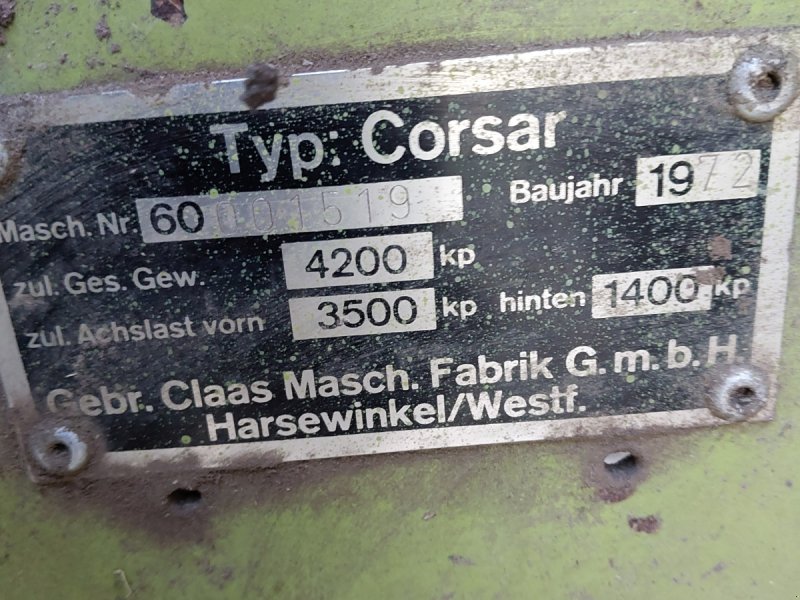 Typ: Corsar
Masch. Nr. 60001519 Baujahr 1972
zul. Ges. Gew. 4200 kp
zul. Achslast vorn 3500 kp hinten 1400 kp
Gebr. Claas Masch. Fabrik G.m.b.H.
Harsewinkel/Westf.